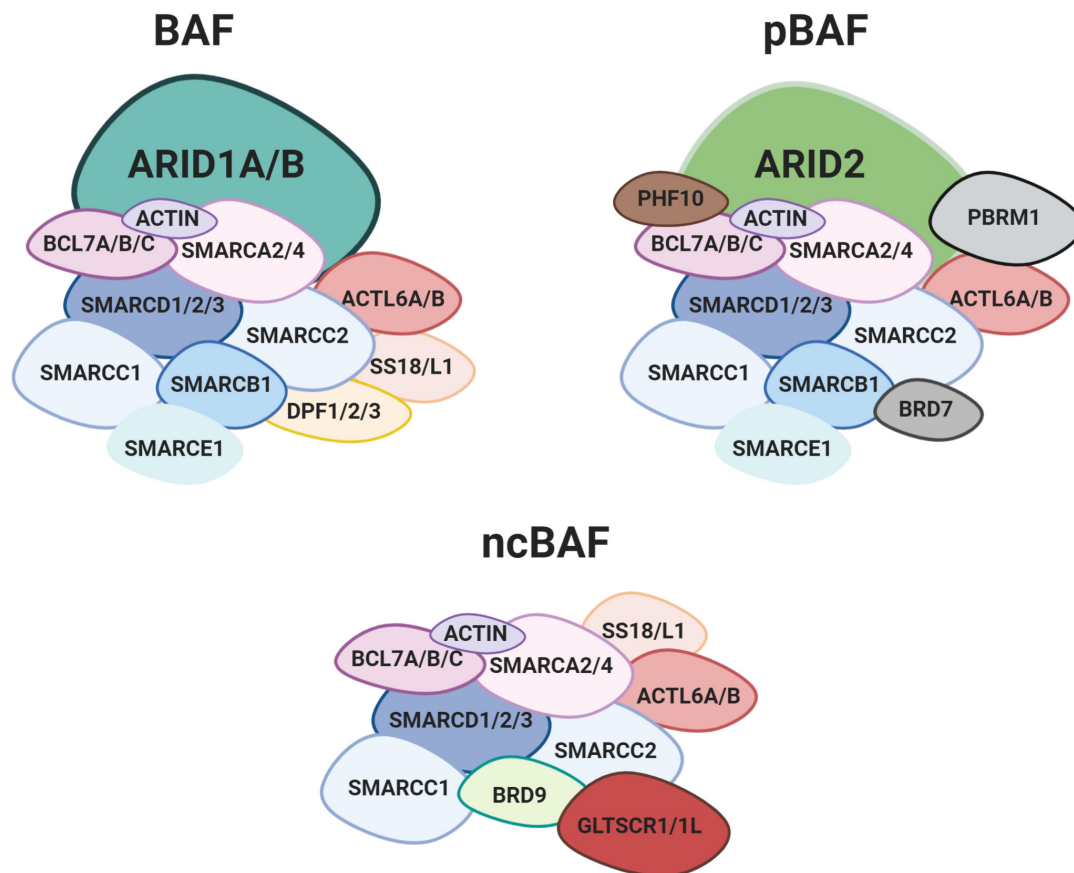 BAF
ARID1A/B
ACTIN
BCL7A/B/C
SMARCA2/4
SMARCD1/2/3
ACTL6A/B
SMARCC2
SMARCC1
SMARCB1
SS18/L1
DPF1/2/3
SMARCE1
pBAF
ARID2
PHF10
PBRM1
ACTIN
BCL7A/B/C
SMARCA2/4
SMARCD1/2/3
ACTL6A/B
SMARCC2
SMARCC1
SMARCB1
BRD7
SMARCE1
ncBAF
ACTIN
SS18/L1
BCL7A/B/C
SMARCA2/4
ACTL6A/B
SMARCD1/2/3
SMARCC2
SMARCC1
BRD9
GLTSCR1/1L